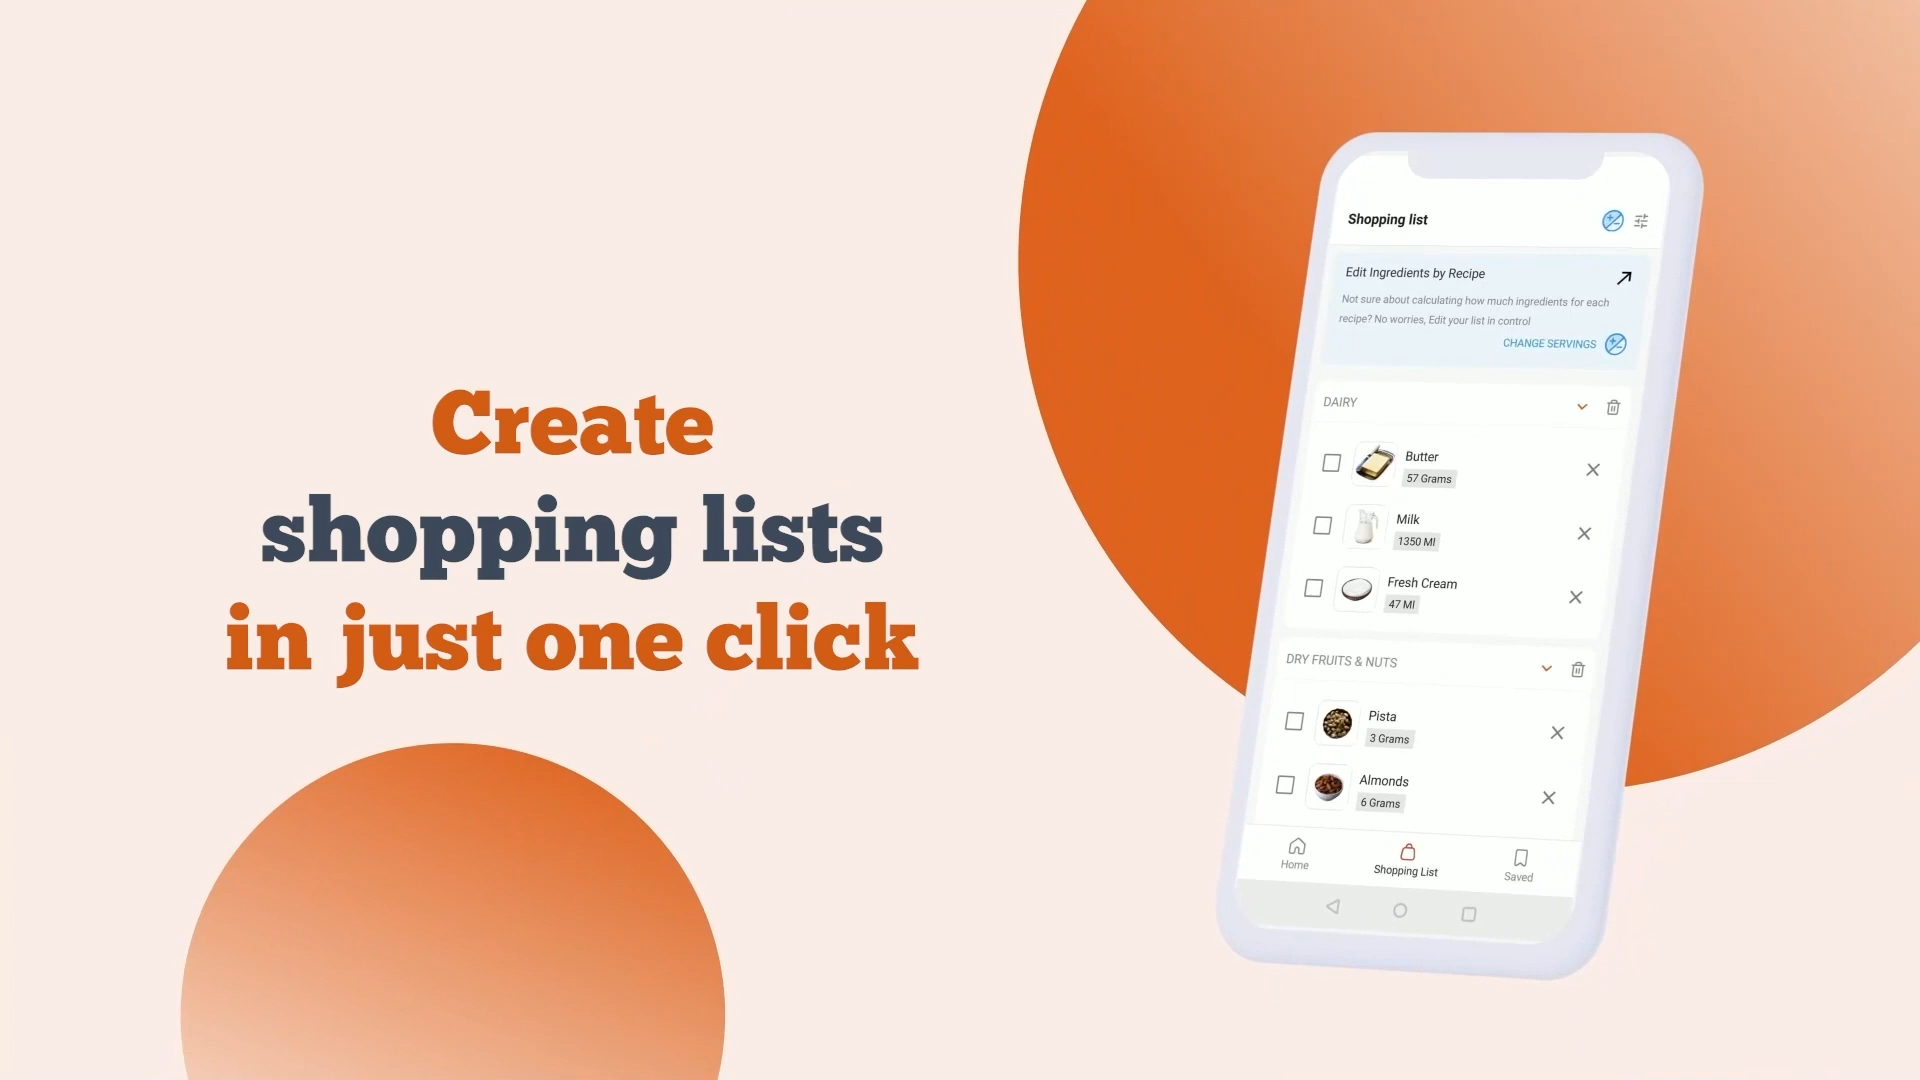 Create
shopping lists
in just one click
Shopping list
Edit Ingredients by Recipe
Not sure about calculating how much ingredients for each
recipe? No worries, Edit your list in control
CHANGE SERVINGS
DAIRY
Butter
57 Grams
Milk
1350 Ml
Fresh Cream
47 Ml
DRY FRUITS & NUTS
Pista
3 Grams
Almonds
6 Grams
Home
Shopping List
Saved